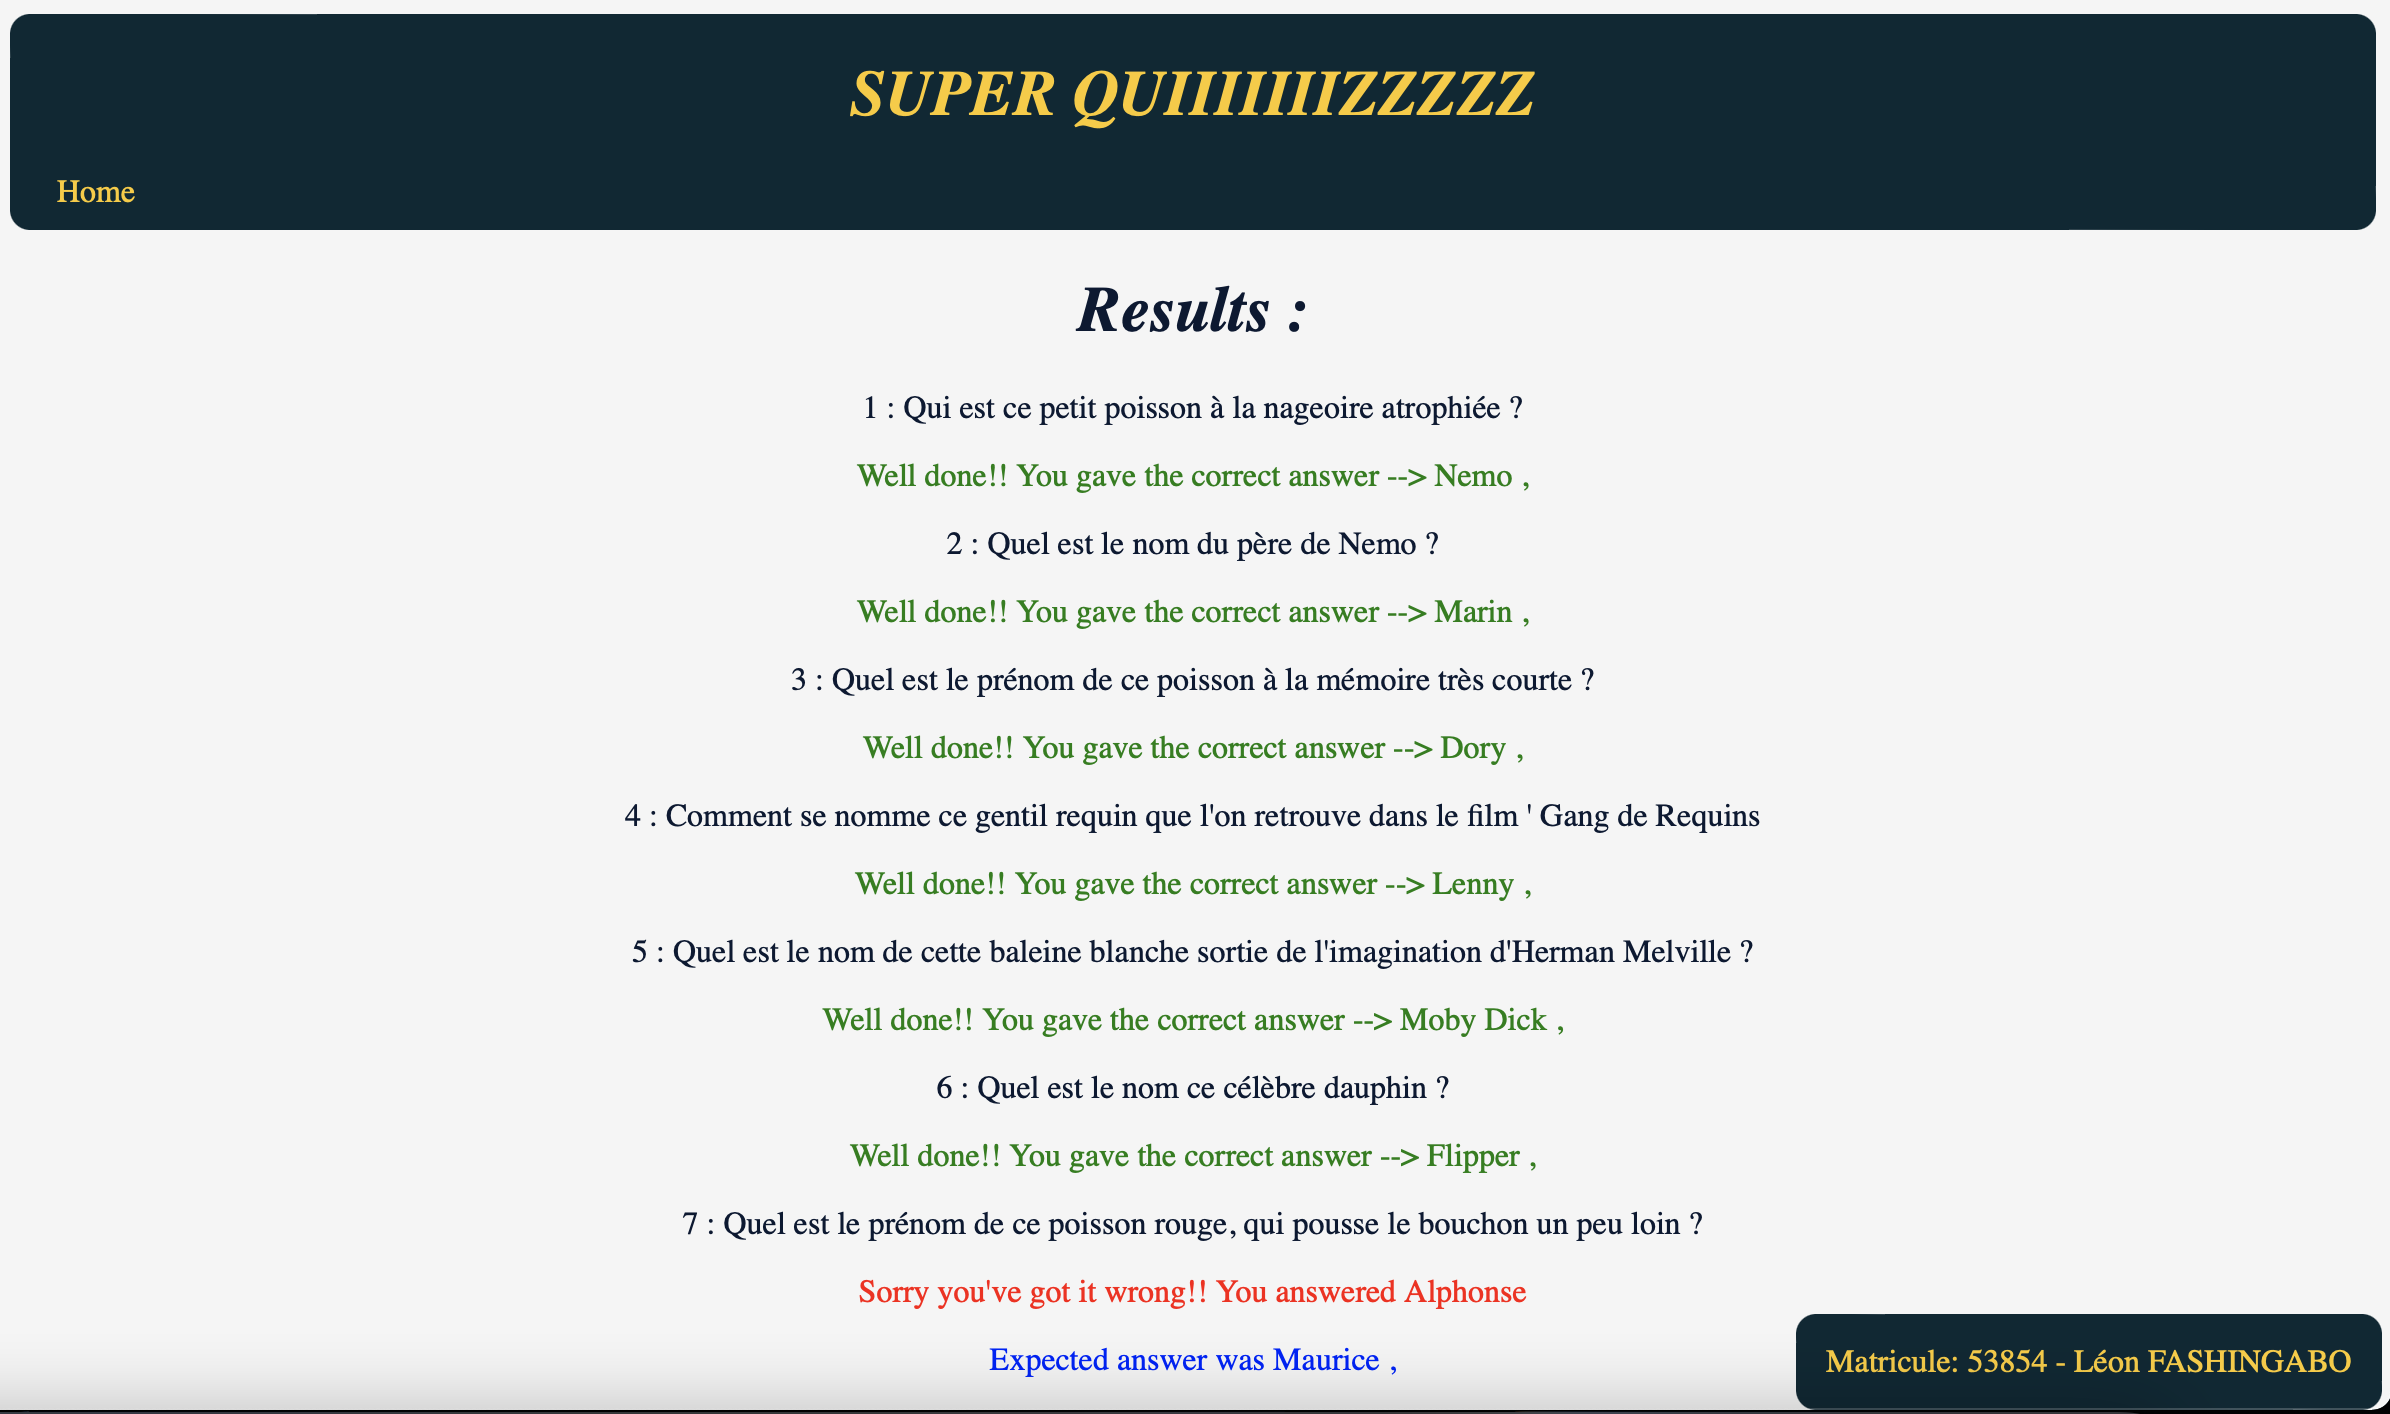 SUPER QUIIIIIIIZZZZZ
Home
Results :
1 : Qui est ce petit poisson à la nageoire atrophiée ?
Well done!! You gave the correct answer --> Nemo ,
2 : Quel est le nom du père de Nemo ?
Well done!! You gave the correct answer --> Marin ,
3 : Quel est le prénom de ce poisson à la mémoire très courte ?
Well done!! You gave the correct answer --> Dory ,
4 : Comment se nomme ce gentil requin que l'on retrouve dans le film ' Gang de Requins
Well done!! You gave the correct answer --> Lenny ,
5 : Quel est le nom de cette baleine blanche sortie de l'imagination d'Herman Melville ?
Well done!! You gave the correct answer --> Moby Dick ,
6 : Quel est le nom ce célèbre dauphin ?
Well done!! You gave the correct answer --> Flipper ,
7 : Quel est le prénom de ce poisson rouge, qui pousse le bouchon un peu loin ?
Sorry you've got it wrong!! You answered Alphonse
Expected answer was Maurice ,
Matricule: 53854 - Léon FASHINGABO